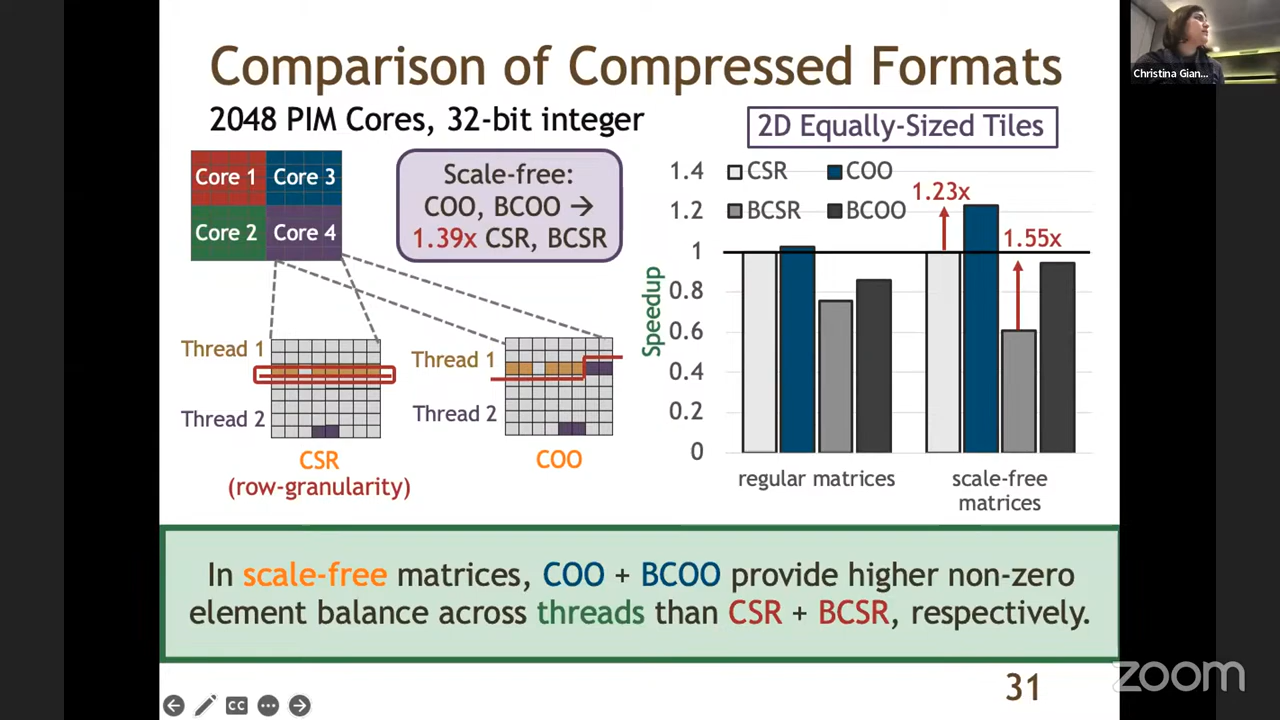 Comparison of Compressed Formats
2048 PIM Cores, 32-bit integer
2D Equally-Sized Tiles
Core 1
Core 3
Core 2
Core 4
Scale-free:
COO, BCOO →
1.39x CSR, BCSR
Thread 1
Thread 2
CSR
(row-granularity)
Thread 1
Thread 2
COO
Speedup
1.4
1.2
1
0.8
0.6
0.4
0.2
0
CSR
COO
BCSR
BCOO
1.23x
1.55x
regular matrices
scale-free
matrices
In scale-free matrices, COO + BCOO provide higher non-zero
element balance across threads than CSR + BCSR, respectively.
31
Christina Gian...
CC
zoom